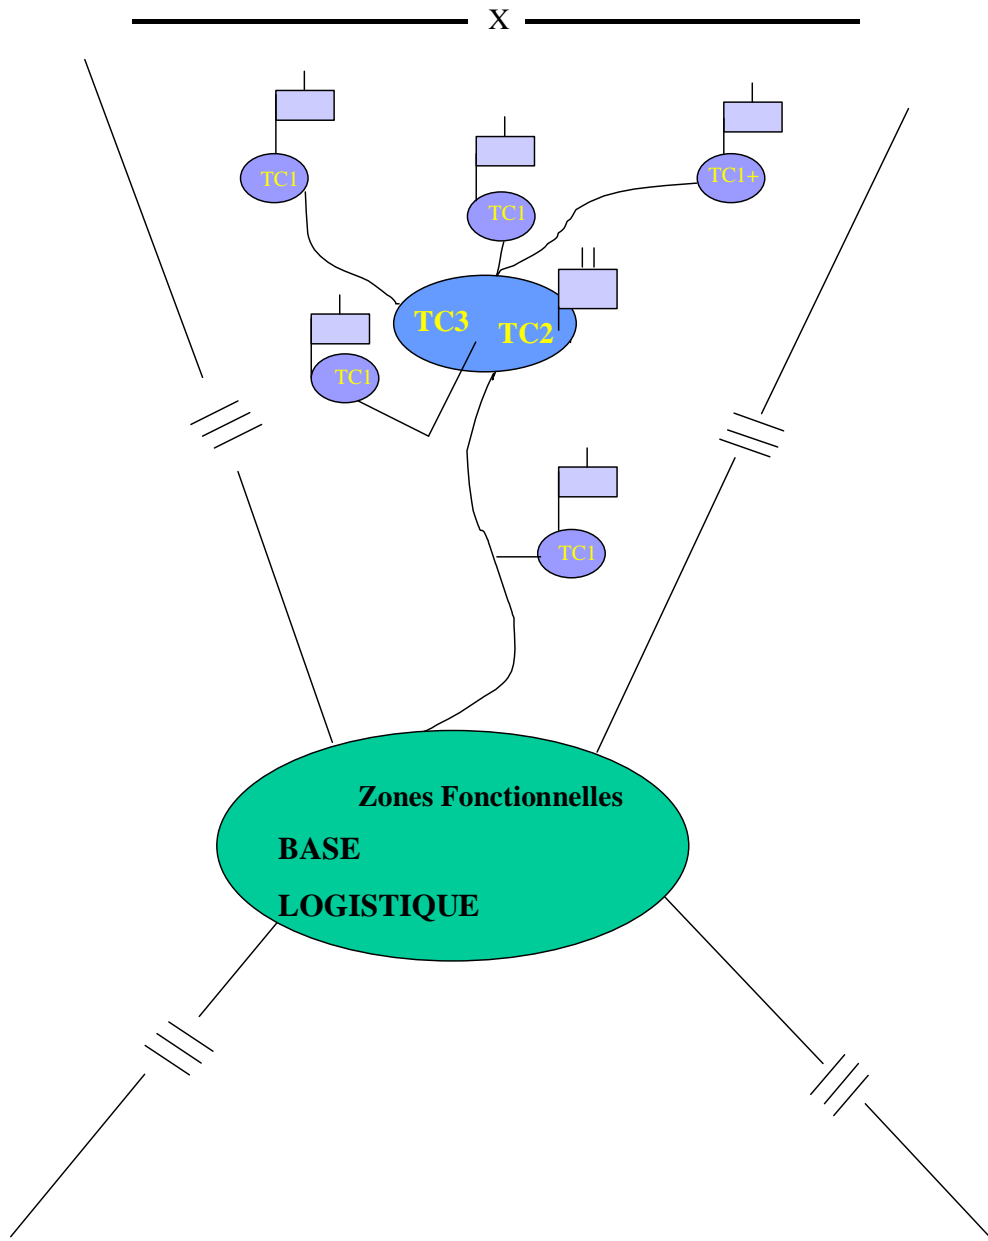 X
TC1
TC1
TC1+
TC3
TC2
TC1
TC1
Zones Fonctionnelles
BASE
LOGISTIQUE